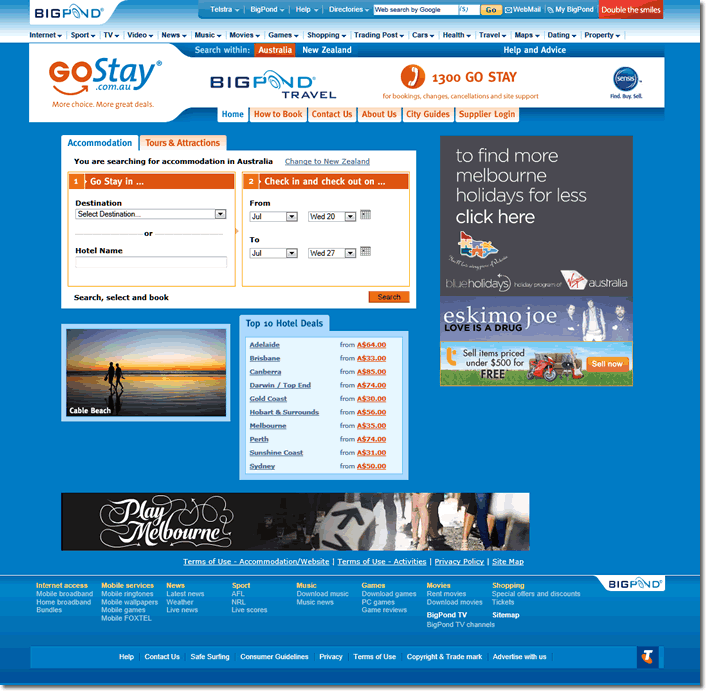 BIGPOND®
Telstra BigPond Help Directories Web search by Google Go WebMail My BigPond Double the smiles
Internet Sport TV Video News Music Movies Games Shopping Trading Post Cars Health Travel Maps Dating Property
Search within: Australia New Zealand Help and Advice
GOStay®
.com.au
More choice. More great deals.
BIGPOND®
TRAVEL
1300 GO STAY
for bookings, changes, cancellations and site support
sensis
Find. Buy. Sell.
Home How to Book Contact Us About Us City Guides Supplier Login
Accommodation Tours & Attractions
You are searching for accommodation in Australia Change to New Zealand
1 Go Stay in ...
Destination
Select Destination...
or
Hotel Name
2 Check in and check out on ...
From
Jul Wed 20
To
Jul Wed 27
Search, select and book Search
to find more
melbourne
holidays for less
click here
blueholidays holiday program of virgin australia
eskimo joe
LOVE IS A DRUG
Sell items priced
under $500 for
FREE*
Sell now
Cable Beach
Top 10 Hotel Deals
Adelaide from A$64.00
Brisbane from A$33.00
Canberra from A$85.00
Darwin / Top End from A$74.00
Gold Coast from A$30.00
Hobart & Surrounds from A$56.00
Melbourne from A$35.00
Perth from A$74.00
Sunshine Coast from A$31.00
Sydney from A$50.00
Play
Melbourne
Terms of Use - Accommodation/Website | Terms of Use - Activities | Privacy Policy | Site Map
BIGPOND®
Internet access
Mobile broadband
Home broadband
Bundles
Mobile services
Mobile ringtones
Mobile wallpapers
Mobile games
Mobile FOXTEL
News
Latest news
Weather
Live news
Sport
AFL
NRL
Live scores
Music
Download music
Music news
Games
Download games
PC games
Game reviews
Movies
Rent movies
Download movies
BigPond TV
BigPond TV channels
Shopping
Special offers and discounts
Tickets
Sitemap
Help Contact Us Safe Surfing Consumer Guidelines Privacy Terms of Use Copyright & Trade mark Advertise with us